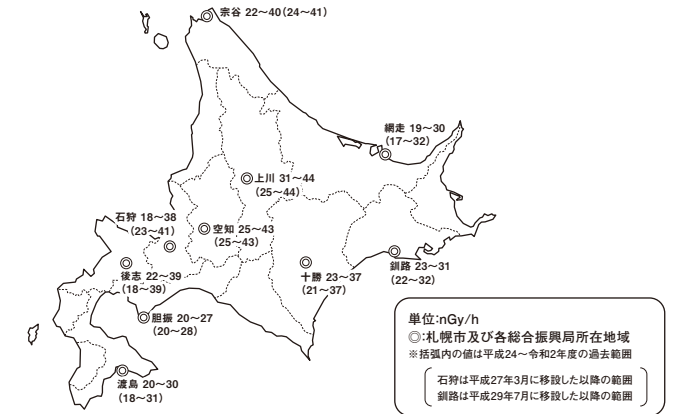 宗谷 22～40(24～41)
網走 19～30
(17～32)
上川 31～44
(25～44)
石狩 18～38
(23～41)
空知 25～43
(25～43)
後志 22～39
(18～39)
十勝 23～37
(21～37)
釧路 23～31
(22～32)
胆振 20～27
(20～28)
渡島 20～30
(18～31)
単位:nGy/h
◎:札幌市及び各総合振興局所在地域
※括弧内の値は平成24～令和2年度の過去範囲
石狩は平成27年3月に移設した以降の範囲
釧路は平成29年7月に移設した以降の範囲